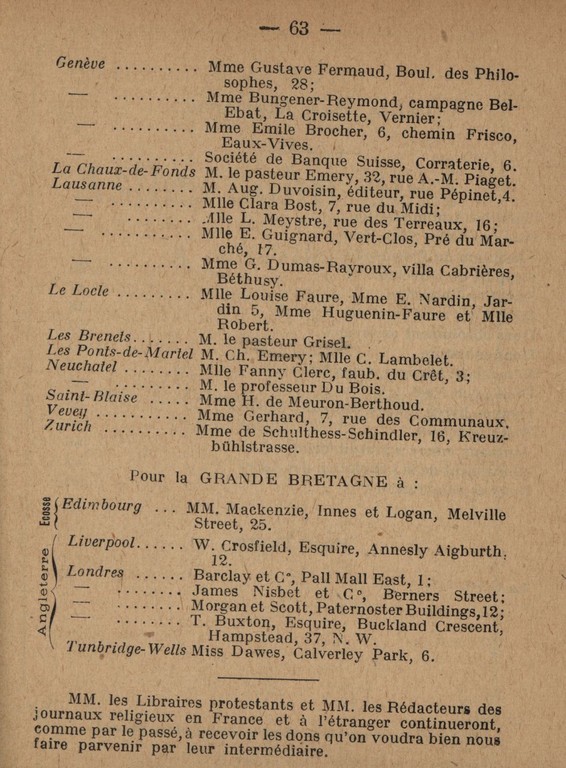 — 63 —
Genève .......... Mme Gustave Fermaud, Boul. des Philo-
sophes, 28;
— .......... Mme Bungener-Reymond, campagne Bel-
Ebat, La Croisette, Vernier;
— .......... Mme Emile Brocher, 6, chemin Frisco,
Eaux-Vives.
— .......... Société de Banque Suisse, Corraterie, 6.
La Chaux-de-Fonds M. le pasteur Emery, 32, rue A.-M. Piaget.
Lausanne ........ M. Aug. Duvoisin, éditeur, rue Pépinet, 4.
— ......... Mlle Clara Bost, 7, rue du Midi;
— ......... Mlle L. Meystre, rue des Terreaux, 16;
— ......... Mlle E. Guignard, Vert-Clos, Pré du Mar-
ché, 17.
— .......... Mme G. Dumas-Rayroux, villa Cabrières,
Béthusy.
Le Locle ......... Mlle Louise Faure, Mme E. Nardin, Jar-
din 5, Mme Huguenin-Faure et Mlle
Robert.
Les Brenets....... M. le pasteur Grisel.
Les Ponts-de-Martel M. Ch. Emery; Mlle C. Lambelet.
Neuchatel ........ Mlle Fanny Clerc, faub. du Crêt, 3;
— ......... M. le professeur Du Bois.
Saint-Blaise ..... Mme H. de Meuron-Berthoud.
Vevey ........... Mme Gerhard, 7, rue des Communaux.
Zurich .......... Mme de Schulthess-Schindler, 16, Kreuz-
bühlstrasse.
Pour la GRANDE BRETAGNE à :
Ecosse
Edimbourg ... MM. Mackenzie, Innes et Logan, Melville
Street, 25.
Angleterre
Liverpool...... W. Crosfield, Esquire, Annesly Aigburth.
12.
Londres ...... Barclay et Co, Pall Mall East, 1;
— ........ James Nisbet et Co, Berners Street;
— ........ Morgan et Scott, Paternoster Buildings, 12;
— ........ T. Buxton, Esquire, Buckland Crescent,
Hampstead, 37, N. W.
Tunbridge-Wells Miss Dawes, Calverley Park, 6.
MM. les Libraires protestants et MM. les Rédacteurs des
journaux religieux en France et à l'étranger continueront,
comme par le passé, à recevoir les dons qu'on voudra bien nous
faire parvenir par leur intermédiaire.